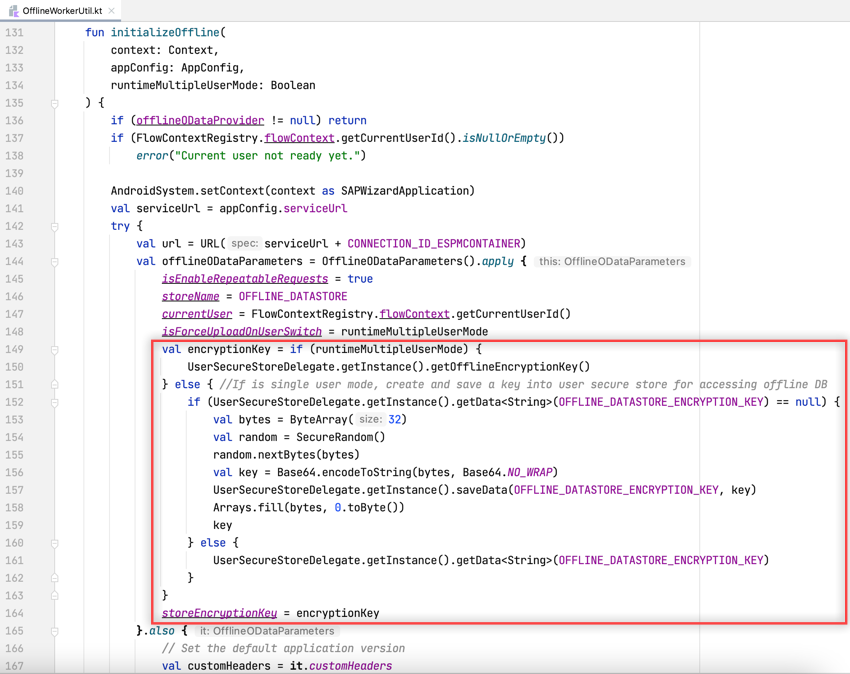 OfflineWorkerUtil.kt ×
131 fun initializeOffline(
132 context: Context,
133 appConfig: AppConfig,
134 runtimeMultipleUserMode: Boolean
135 ) {
136 if (offlineODataProvider != null) return
137 if (FlowContextRegistry.flowContext.getCurrentUserId().isNullOrEmpty())
138 error("Current user not ready yet.")
139
140 AndroidSystem.setContext(context as SAPWizardApplication)
141 val serviceUrl = appConfig.serviceUrl
142 try {
143 val url = URL( spec: serviceUrl + CONNECTION_ID_ESPMCONTAINER)
144 val offlineODataParameters = OfflineODataParameters().apply { this: OfflineODataParameters
145 isEnableRepeatableRequests = true
146 storeName = OFFLINE_DATASTORE
147 currentUser = FlowContextRegistry.flowContext.getCurrentUserId()
148 isForceUploadOnUserSwitch = runtimeMultipleUserMode
149 val encryptionKey = if (runtimeMultipleUserMode) {
150 UserSecureStoreDelegate.getInstance().getOfflineEncryptionKey()
151 } else { //If is single user mode, create and save a key into user secure store for accessing offline DB
152 if (UserSecureStoreDelegate.getInstance().getData<String>(OFFLINE_DATASTORE_ENCRYPTION_KEY) == null) {
153 val bytes = ByteArray( size: 32)
154 val random = SecureRandom()
155 random.nextBytes(bytes)
156 val key = Base64.encodeToString(bytes, Base64.NO_WRAP)
157 UserSecureStoreDelegate.getInstance().saveData(OFFLINE_DATASTORE_ENCRYPTION_KEY, key)
158 Arrays.fill(bytes, 0.toByte())
159 key
160 } else {
161 UserSecureStoreDelegate.getInstance().getData<String>(OFFLINE_DATASTORE_ENCRYPTION_KEY)
162 }
163 }
164 storeEncryptionKey = encryptionKey
165 }.also { it: OfflineODataParameters
166 // Set the default application version
167 val customHeaders = it.customHeaders